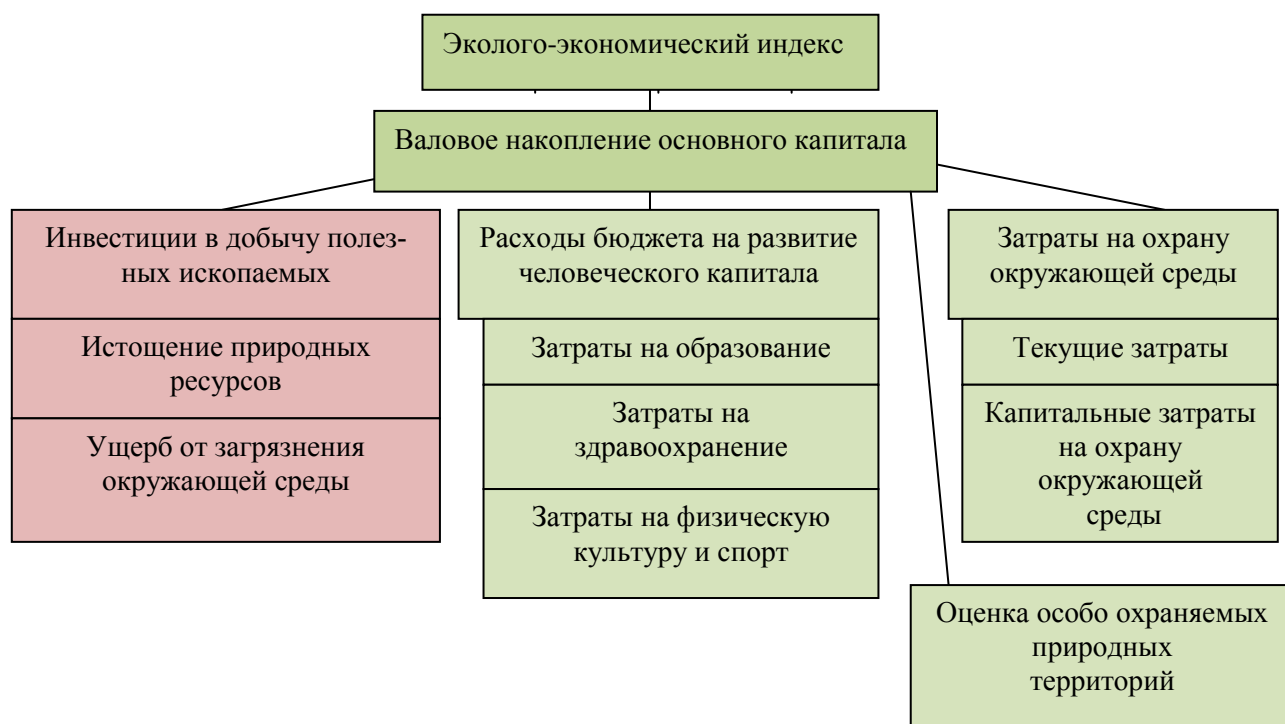 Эколого-экономический индекс
Валовое накопление основного капитала
Инвестиции в добычу полез-
ных ископаемых
Истощение природных
ресурсов
Ущерб от загрязнения
окружающей среды
Расходы бюджета на развитие
человеческого капитала
Затраты на образование
Затраты на
здравоохранение
Затраты на физическую
культуру и спорт
Затраты на охрану
окружающей среды
Текущие затраты
Капитальные затраты
на охрану
окружающей
среды
Оценка особо охраняемых
природных
территорий